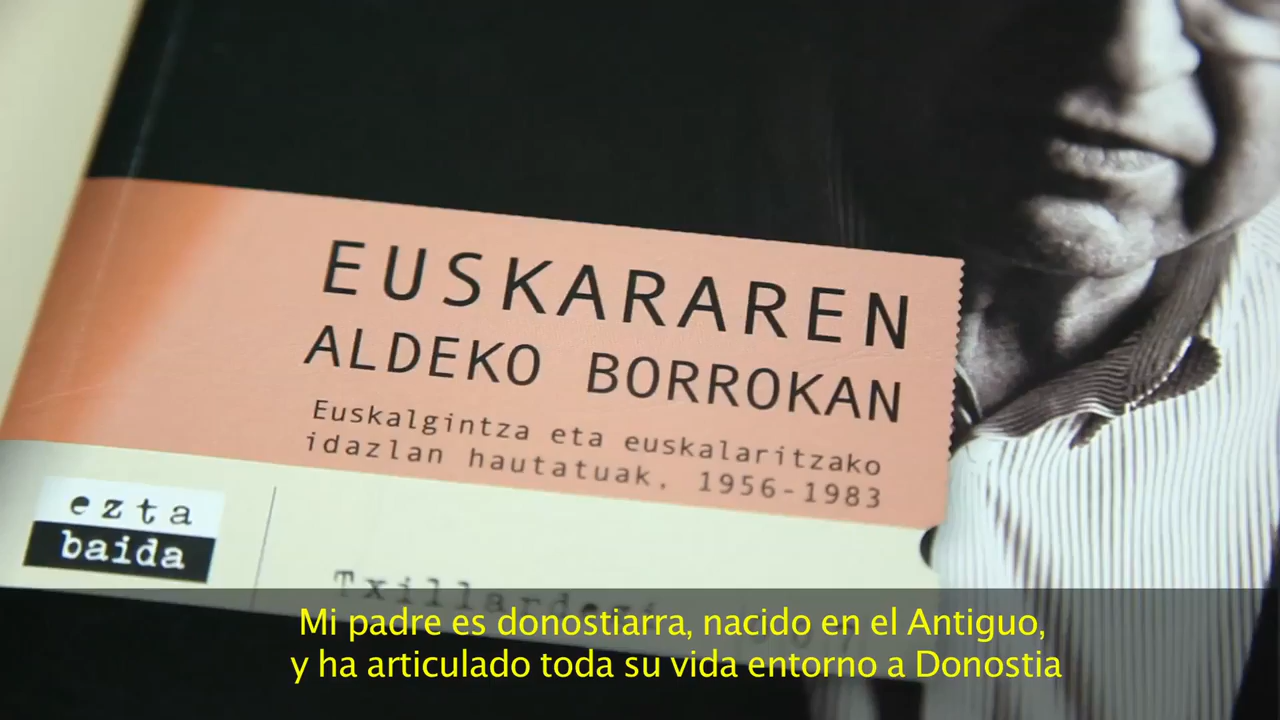 EUSKARAREN
ALDEKO BORROKAN
Euskalgintza eta euskalaritzako
idazlan hautatuak, 1956-1983
ezta
baida
Txillardegi
Mi padre es donostiarra, nacido en el Antiguo,
y ha articulado toda su vida entorno a Donostia